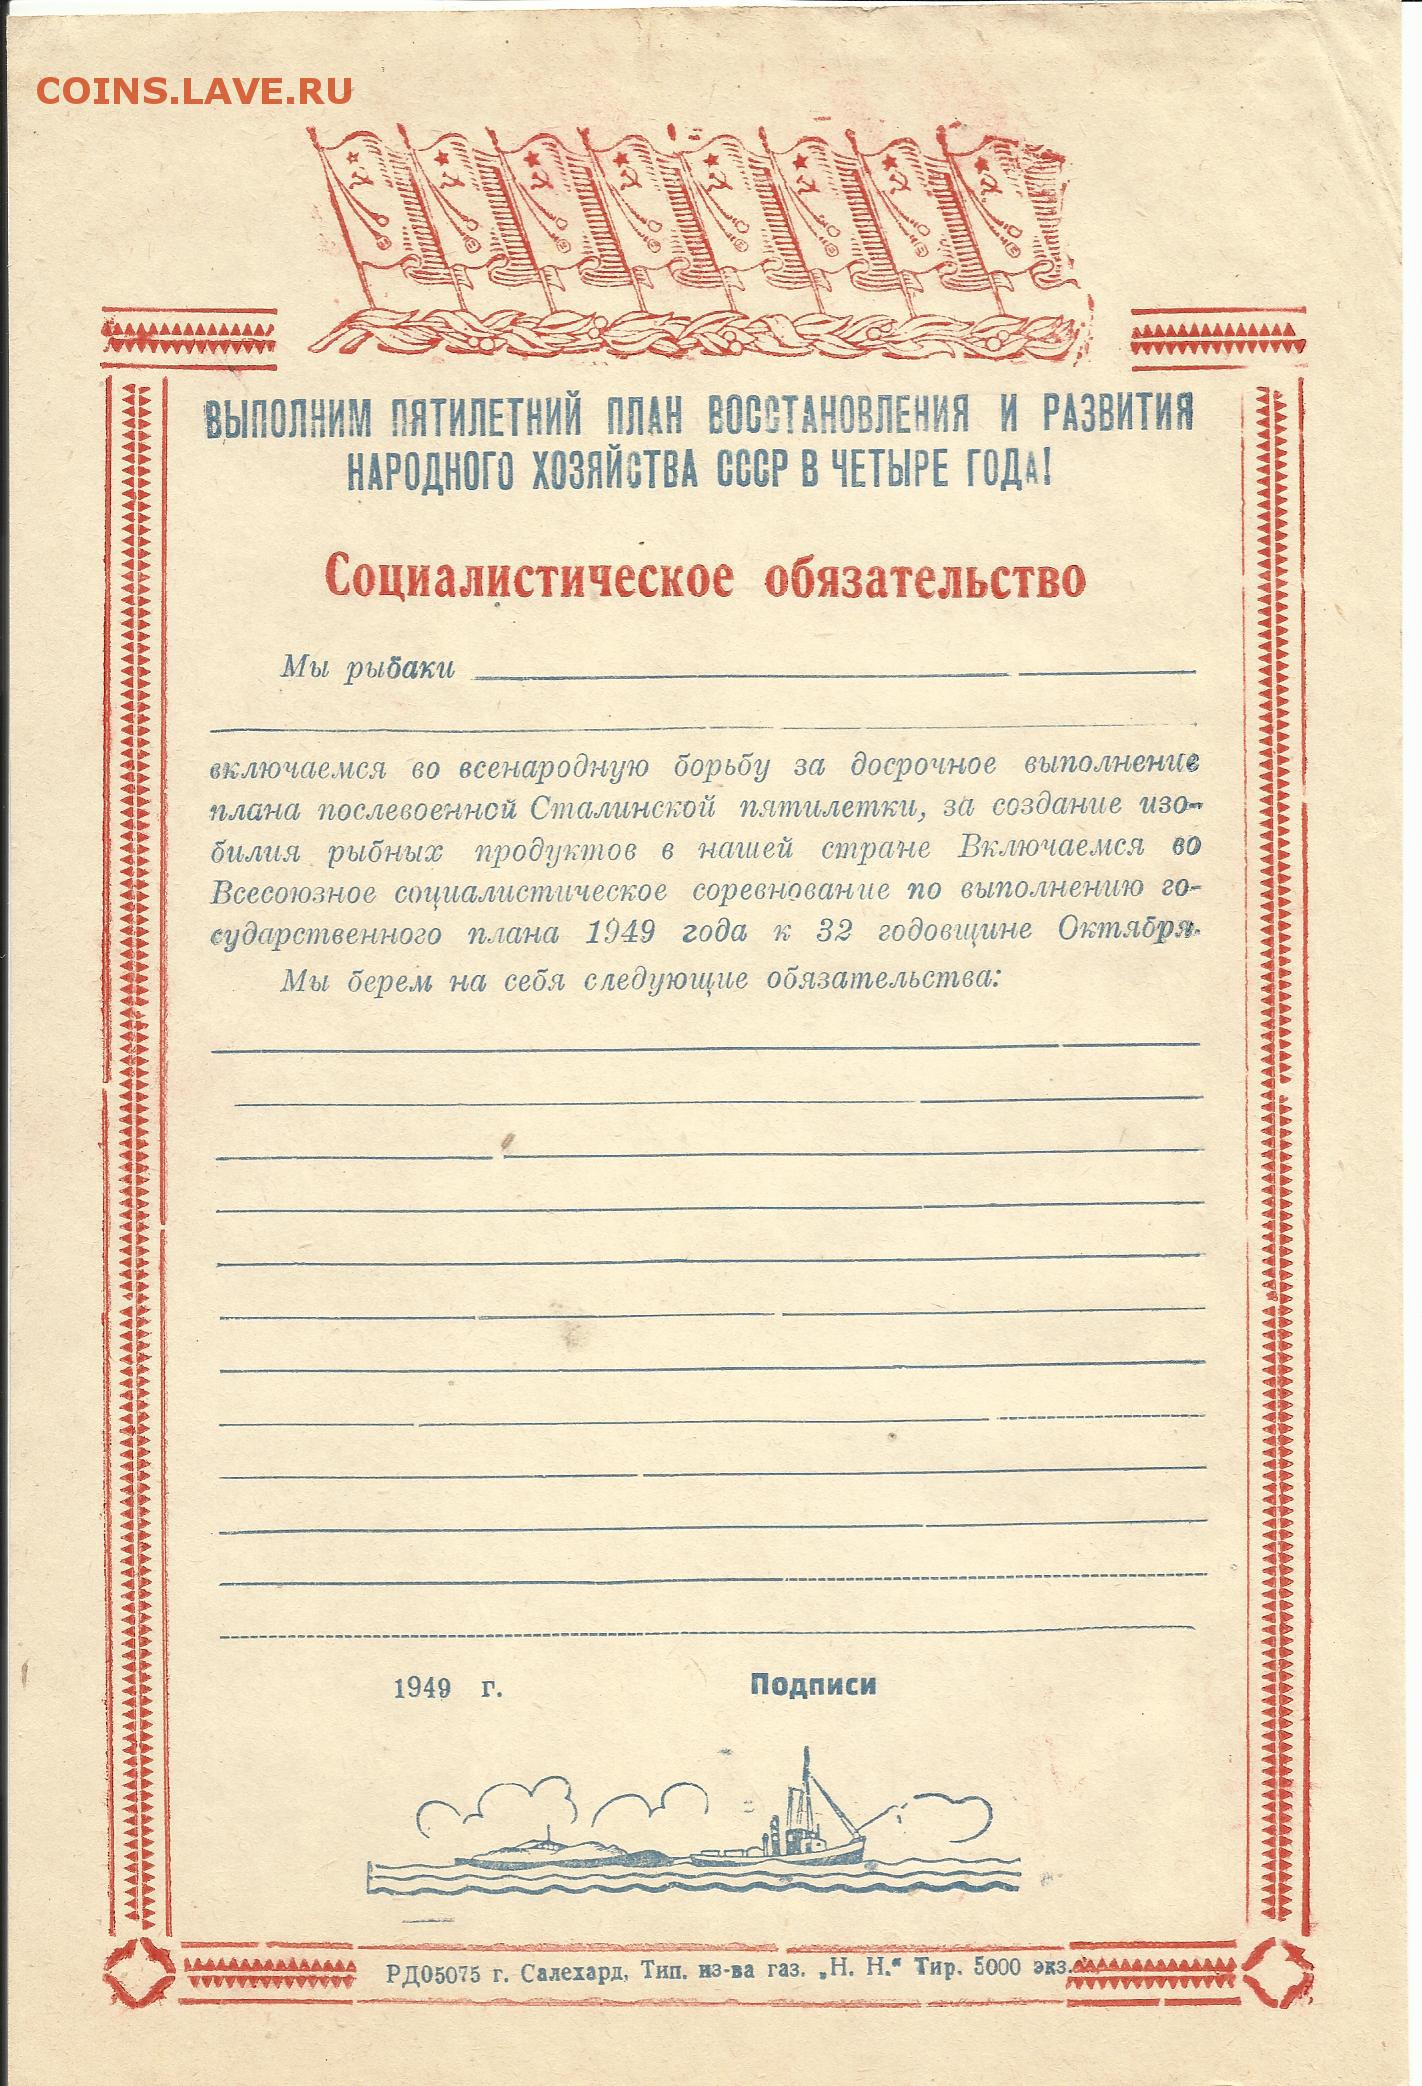 COINS.LAVE.RU
ВЫПОЛНИМ ПЯТИЛЕТНИЙ ПЛАН ВОССТАНОВЛЕНИЯ И РАЗВИТИЯ
НАРОДНОГО ХОЗЯЙСТВА СССР В ЧЕТЫРЕ ГОДА!
Социалистическое обязательство
Мы рыбаки
включаемся во всенародную борьбу за досрочное выполнение
плана послевоенной Сталинской пятилетки, за создание изо-
билия рыбных продуктов в нашей стране Включаемся во
Всесоюзное социалистическое соревнование по выполнению го-
сударственного плана 1949 года к 32 годовщине Октября.
Мы берем на себя следующие обязательства:
1949 г. Подписи
РД05075 г. Салехард, Тип. из-ва газ. „Н. Н.“ Тир. 5000 экз.